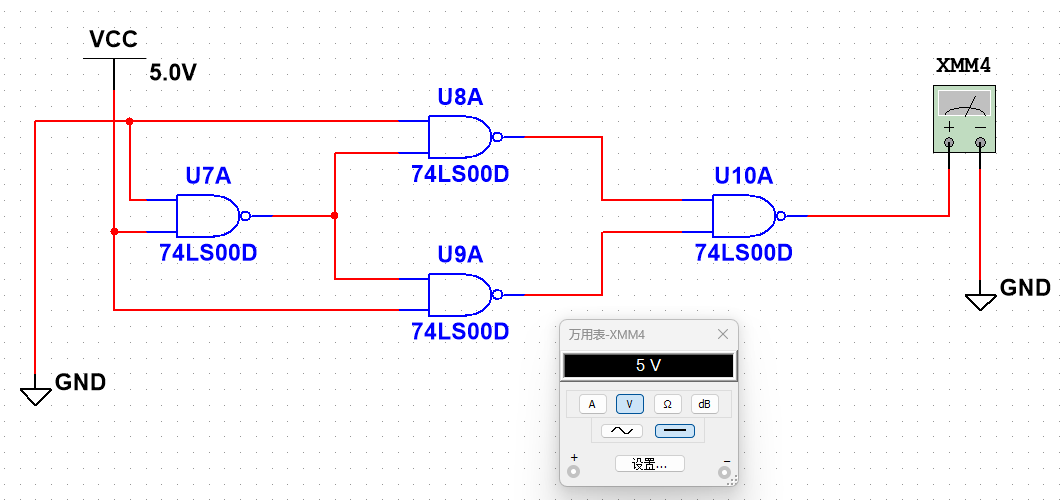 VCC
5.0V
XMM4
+ −
U8A
74LS00D
U7A
74LS00D
U10A
74LS00D
U9A
74LS00D
GND
GND
万用表-XMM4
5 V
A V Ω dB
+ −
设置...